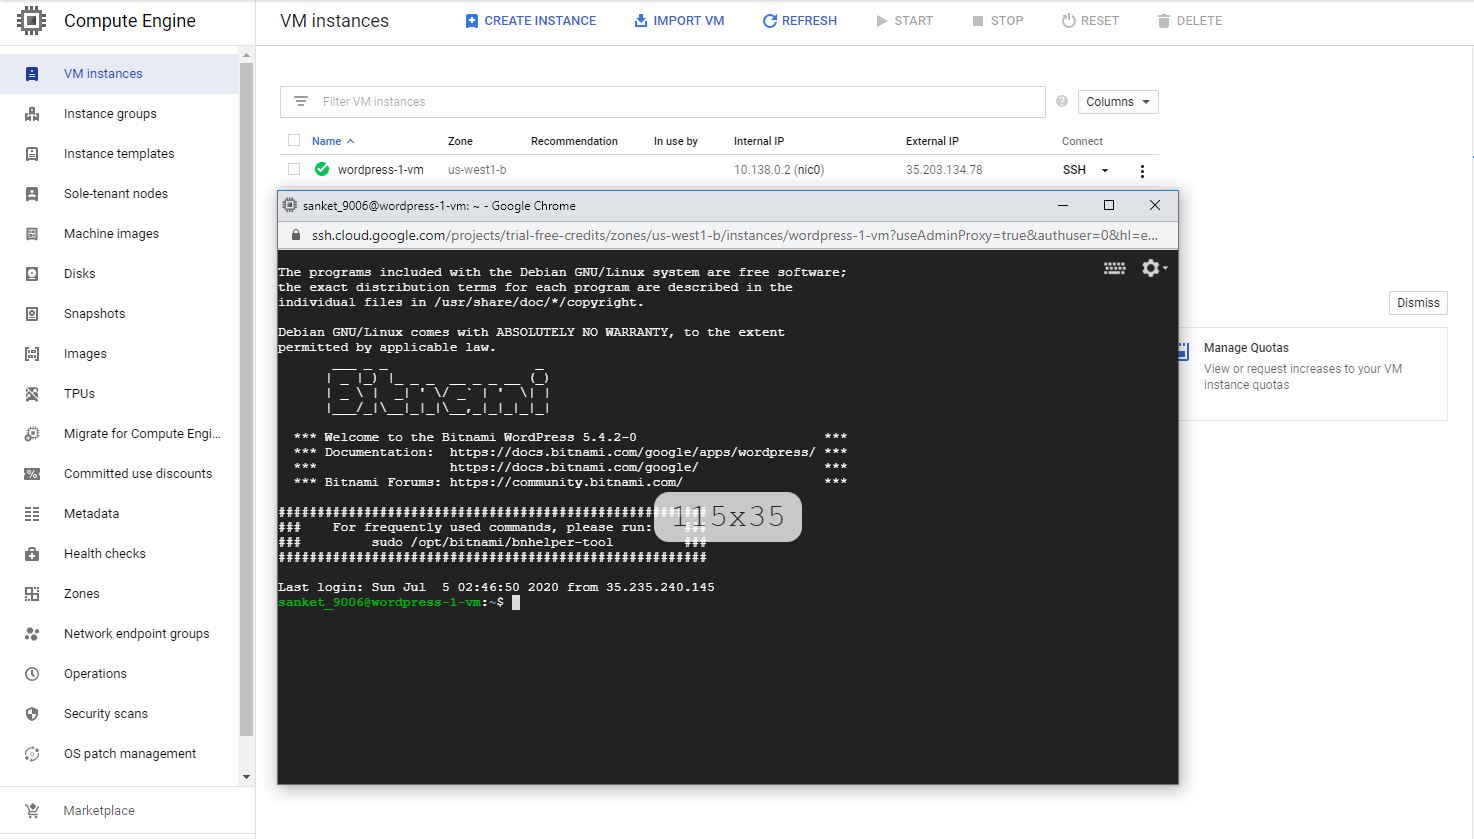 Compute Engine
VM instances
CREATE INSTANCE
IMPORT VM
REFRESH
START
STOP
RESET
DELETE
VM instances
Instance groups
Instance templates
Sole-tenant nodes
Machine images
Disks
Snapshots
Images
TPUs
Migrate for Compute Engi...
Committed use discounts
Metadata
Health checks
Zones
Network endpoint groups
Operations
Security scans
OS patch management
Marketplace
Filter VM instances
Columns
Name Zone Recommendation In use by Internal IP External IP Connect
wordpress-1-vm us-west1-b 10.138.0.2 (nic0) 35.203.134.78 SSH
sanket_9006@wordpress-1-vm: ~ - Google Chrome
ssh.cloud.google.com/projects/trial-free-credits/zones/us-west1-b/instances/wordpress-1-vm?useAdminProxy=true&authuser=0&hl=e...
The programs included with the Debian GNU/Linux system are free software;
the exact distribution terms for each program are described in the
individual files in /usr/share/doc/*/copyright.
Debian GNU/Linux comes with ABSOLUTELY NO WARRANTY, to the extent
permitted by applicable law.
Bitnami
*** Welcome to the Bitnami WordPress 5.4.2-0 ***
*** Documentation: https://docs.bitnami.com/google/apps/wordpress/ ***
*** https://docs.bitnami.com/google/ ***
*** Bitnami Forums: https://community.bitnami.com/ ***
#######################################################
### For frequently used commands, please run: ###
### sudo /opt/bitnami/bnhelper-tool ###
#######################################################
115x35
Last login: Sun Jul 5 02:46:50 2020 from 35.235.240.145
sanket_9006@wordpress-1-vm:~$
Dismiss
Manage Quotas
View or request increases to your VM
instance quotas